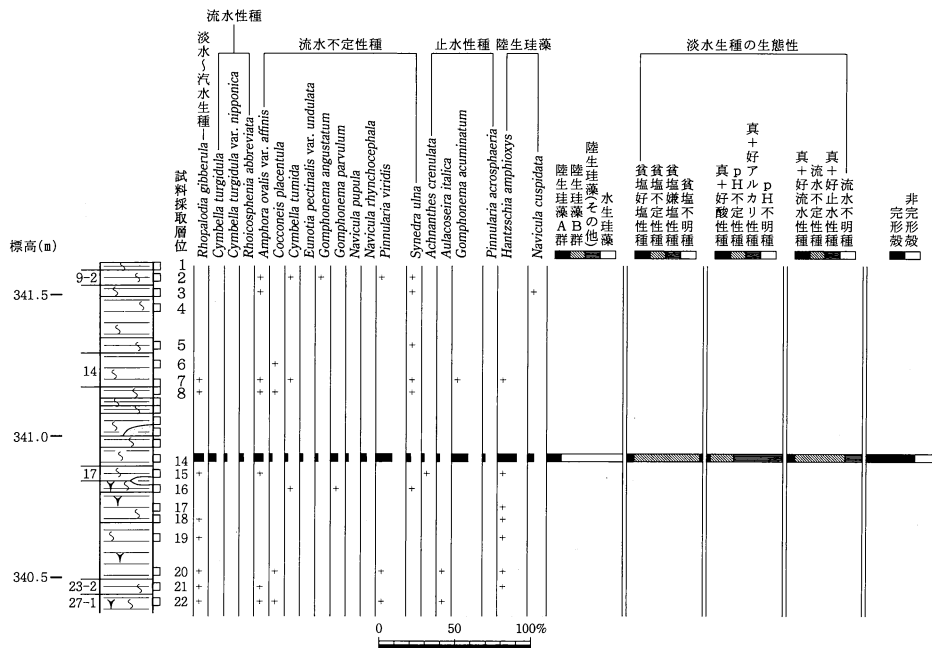 流水性種
流水不定性種
止水性種
陸生珪藻
淡水生種の生態性
淡水～汽水生種
Rhopalodia gibberula
Cymbella turgidula
Cymbella turgidula var. nipponica
Rhoicosphenia abbreviata
Amphora ovalis var. affinis
Cocconeis placentula
Cymbella tumida
Eunotia pectinalis var. undulata
Gomphonema angustatum
Gomphonema parvulum
Navicula pupula
Navicula rhynchocephala
Pinnularia viridis
Synedra ulna
Achnanthes crenulata
Aulacoseira italica
Gomphonema acuminatum
Pinnularia acrosphaeria
Hantzschia amphioxys
Navicula cuspidata
陸生珪藻A群
陸生珪藻B群
陸生珪藻(その他)
水生珪藻
貧塩好塩性種
貧塩不定性種
貧塩嫌塩性種
貧塩不明種
真＋好酸性種
pH不定性種
真＋好アルカリ性種
pH不明種
真＋好流水性種
流水不定性種
真＋好止水性種
流水不明種
完形殻
非完形殻
試料採取層位
標高(m)
341.5
341.0
340.5
9-2
14
17
23-2
27-1
1
2
3
4
5
6
7
8
14
15
16
17
18
19
20
21
22
0 50 100%